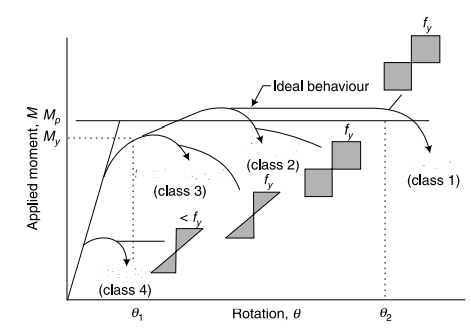 f_y
Ideal behaviour
M_p
M_y
f_y
(class 2)
(class 1)
(class 3)
f_y
< f_y
(class 4)
Applied moment, M
θ_1
Rotation, θ
θ_2